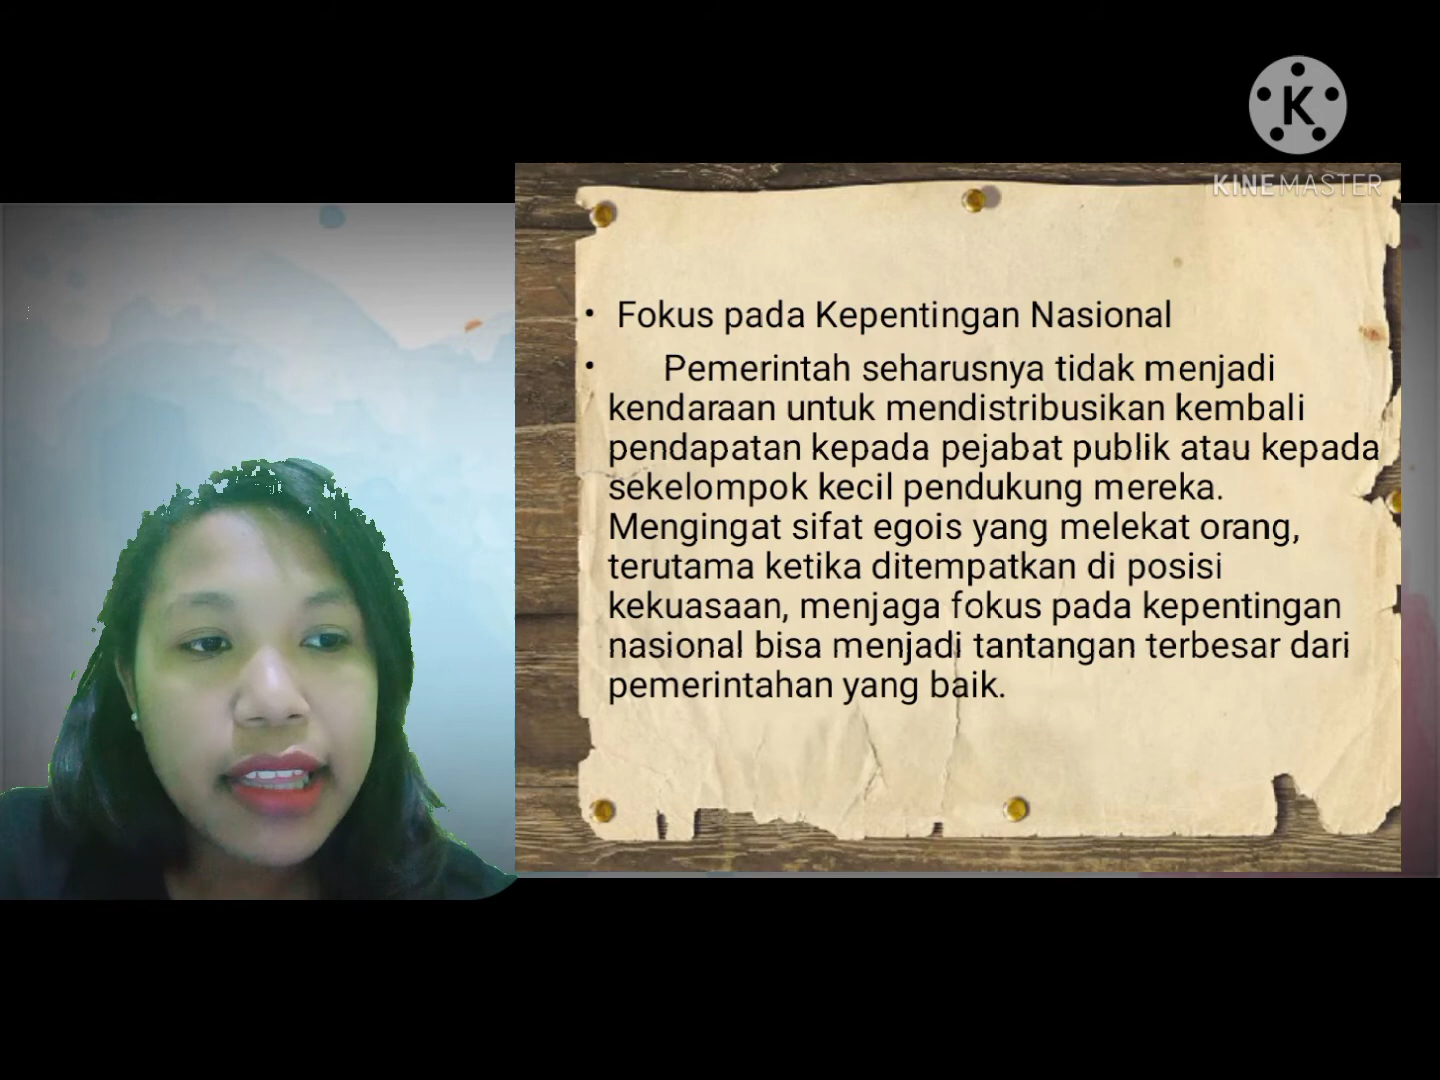 K
KINEMASTER
• Fokus pada Kepentingan Nasional
• Pemerintah seharusnya tidak menjadi
kendaraan untuk mendistribusikan kembali
pendapatan kepada pejabat publik atau kepada
sekelompok kecil pendukung mereka.
Mengingat sifat egois yang melekat orang,
terutama ketika ditempatkan di posisi
kekuasaan, menjaga fokus pada kepentingan
nasional bisa menjadi tantangan terbesar dari
pemerintahan yang baik.